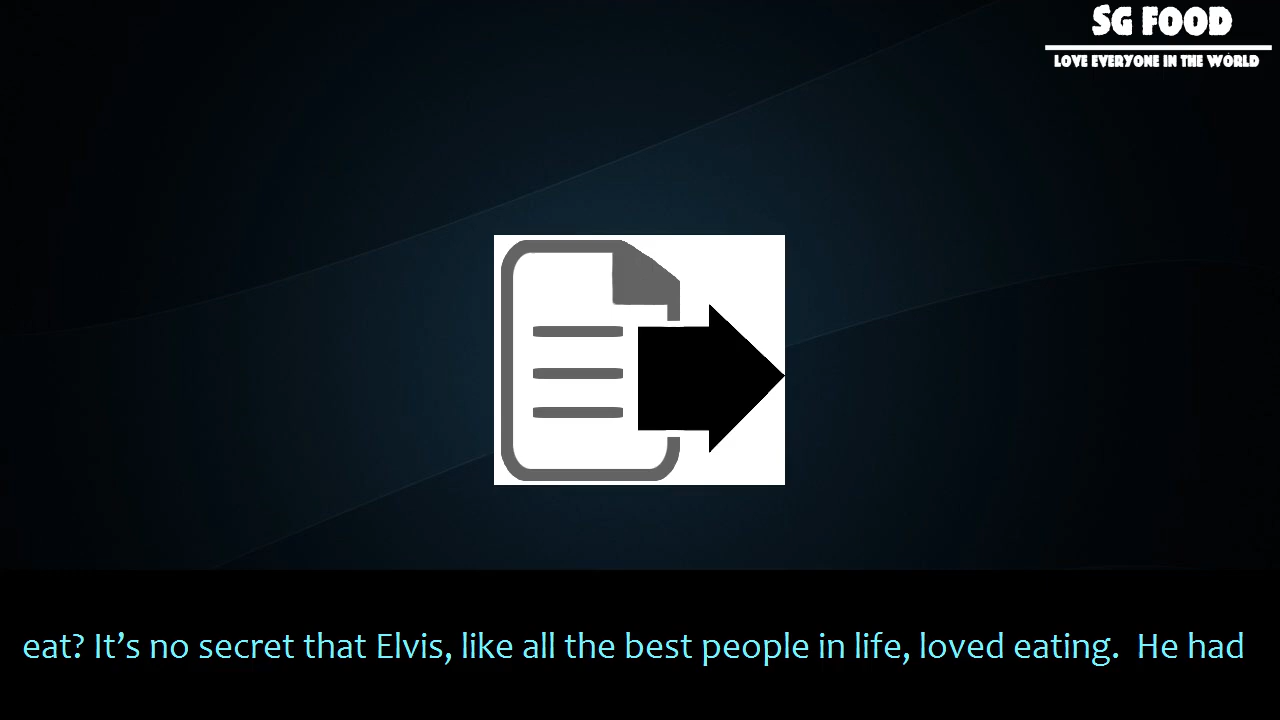 SG FOOD
LOVE EVERYONE IN THE WORLD
eat? It’s no secret that Elvis, like all the best people in life, loved eating.  He had